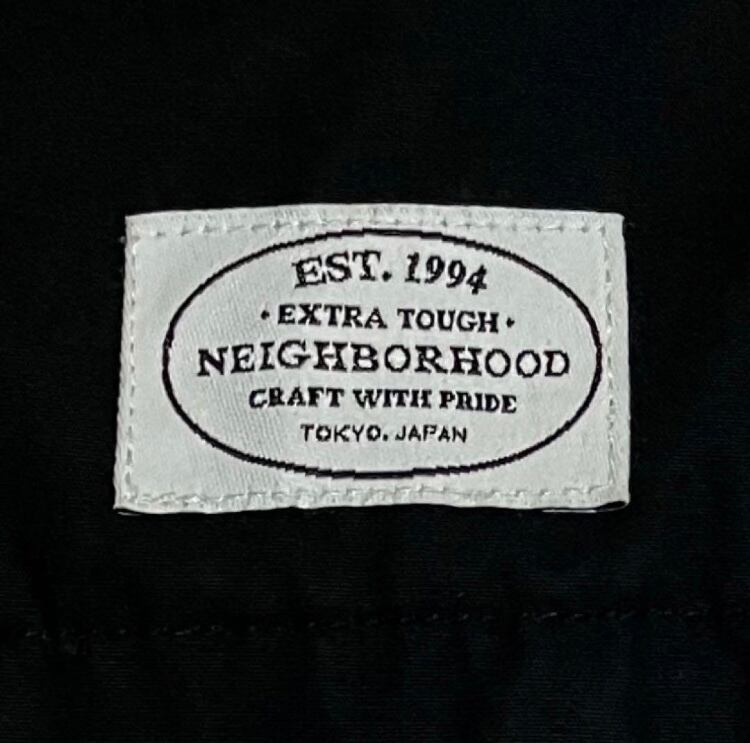 EST. 1994
· EXTRA TOUGH ·
NEIGHBORHOOD
CRAFT WITH PRIDE
TOKYO. JAPAN